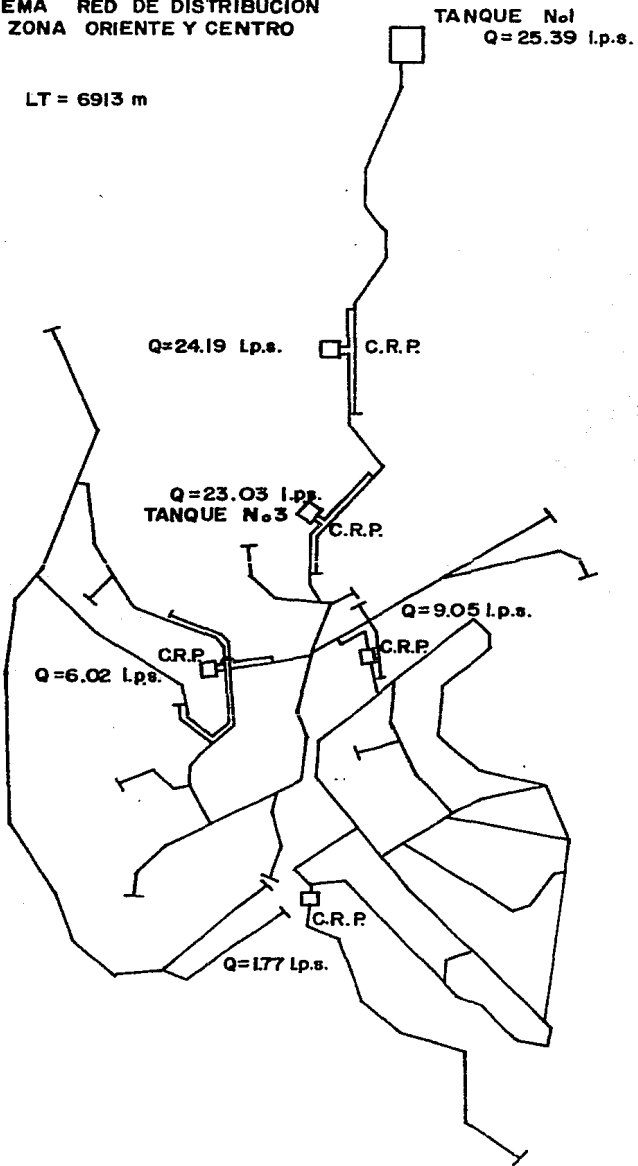 EMA RED DE DISTRIBUCION
ZONA ORIENTE Y CENTRO
TANQUE No1
Q=25.39 l.p.s.
LT = 6913 m
Q=24.19 l.p.s.
C.R.P.
Q=23.03 l.p.s.
TANQUE No3
C.R.P.
Q=9.05 l.p.s.
C.R.P.
C.R.P.
Q=6.02 l.p.s.
C.R.P.
Q=1.77 l.p.s.